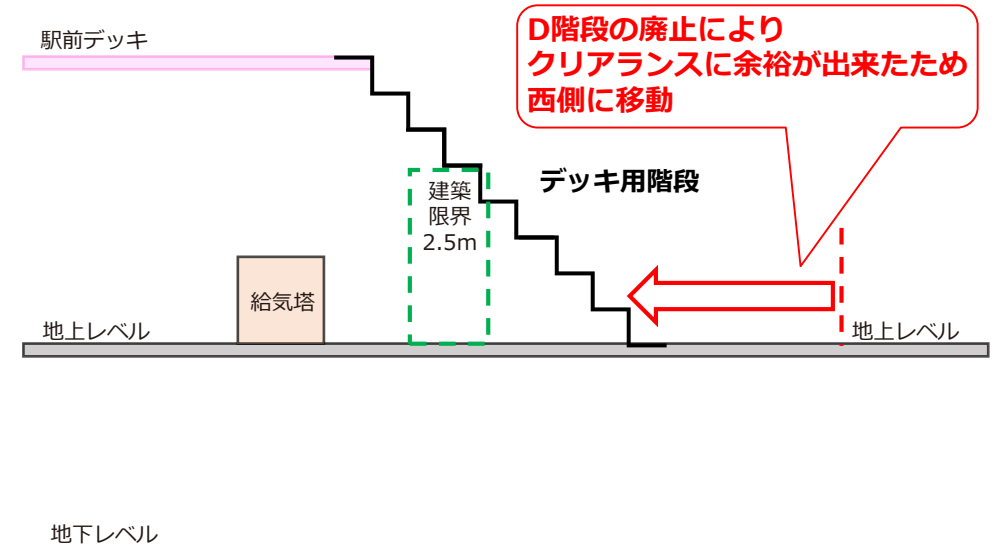 駅前デッキ
D階段の廃止により
クリアランスに余裕が出来たため
西側に移動
デッキ用階段
建築
限界
2.5m
給気塔
地上レベル
地上レベル
地下レベル